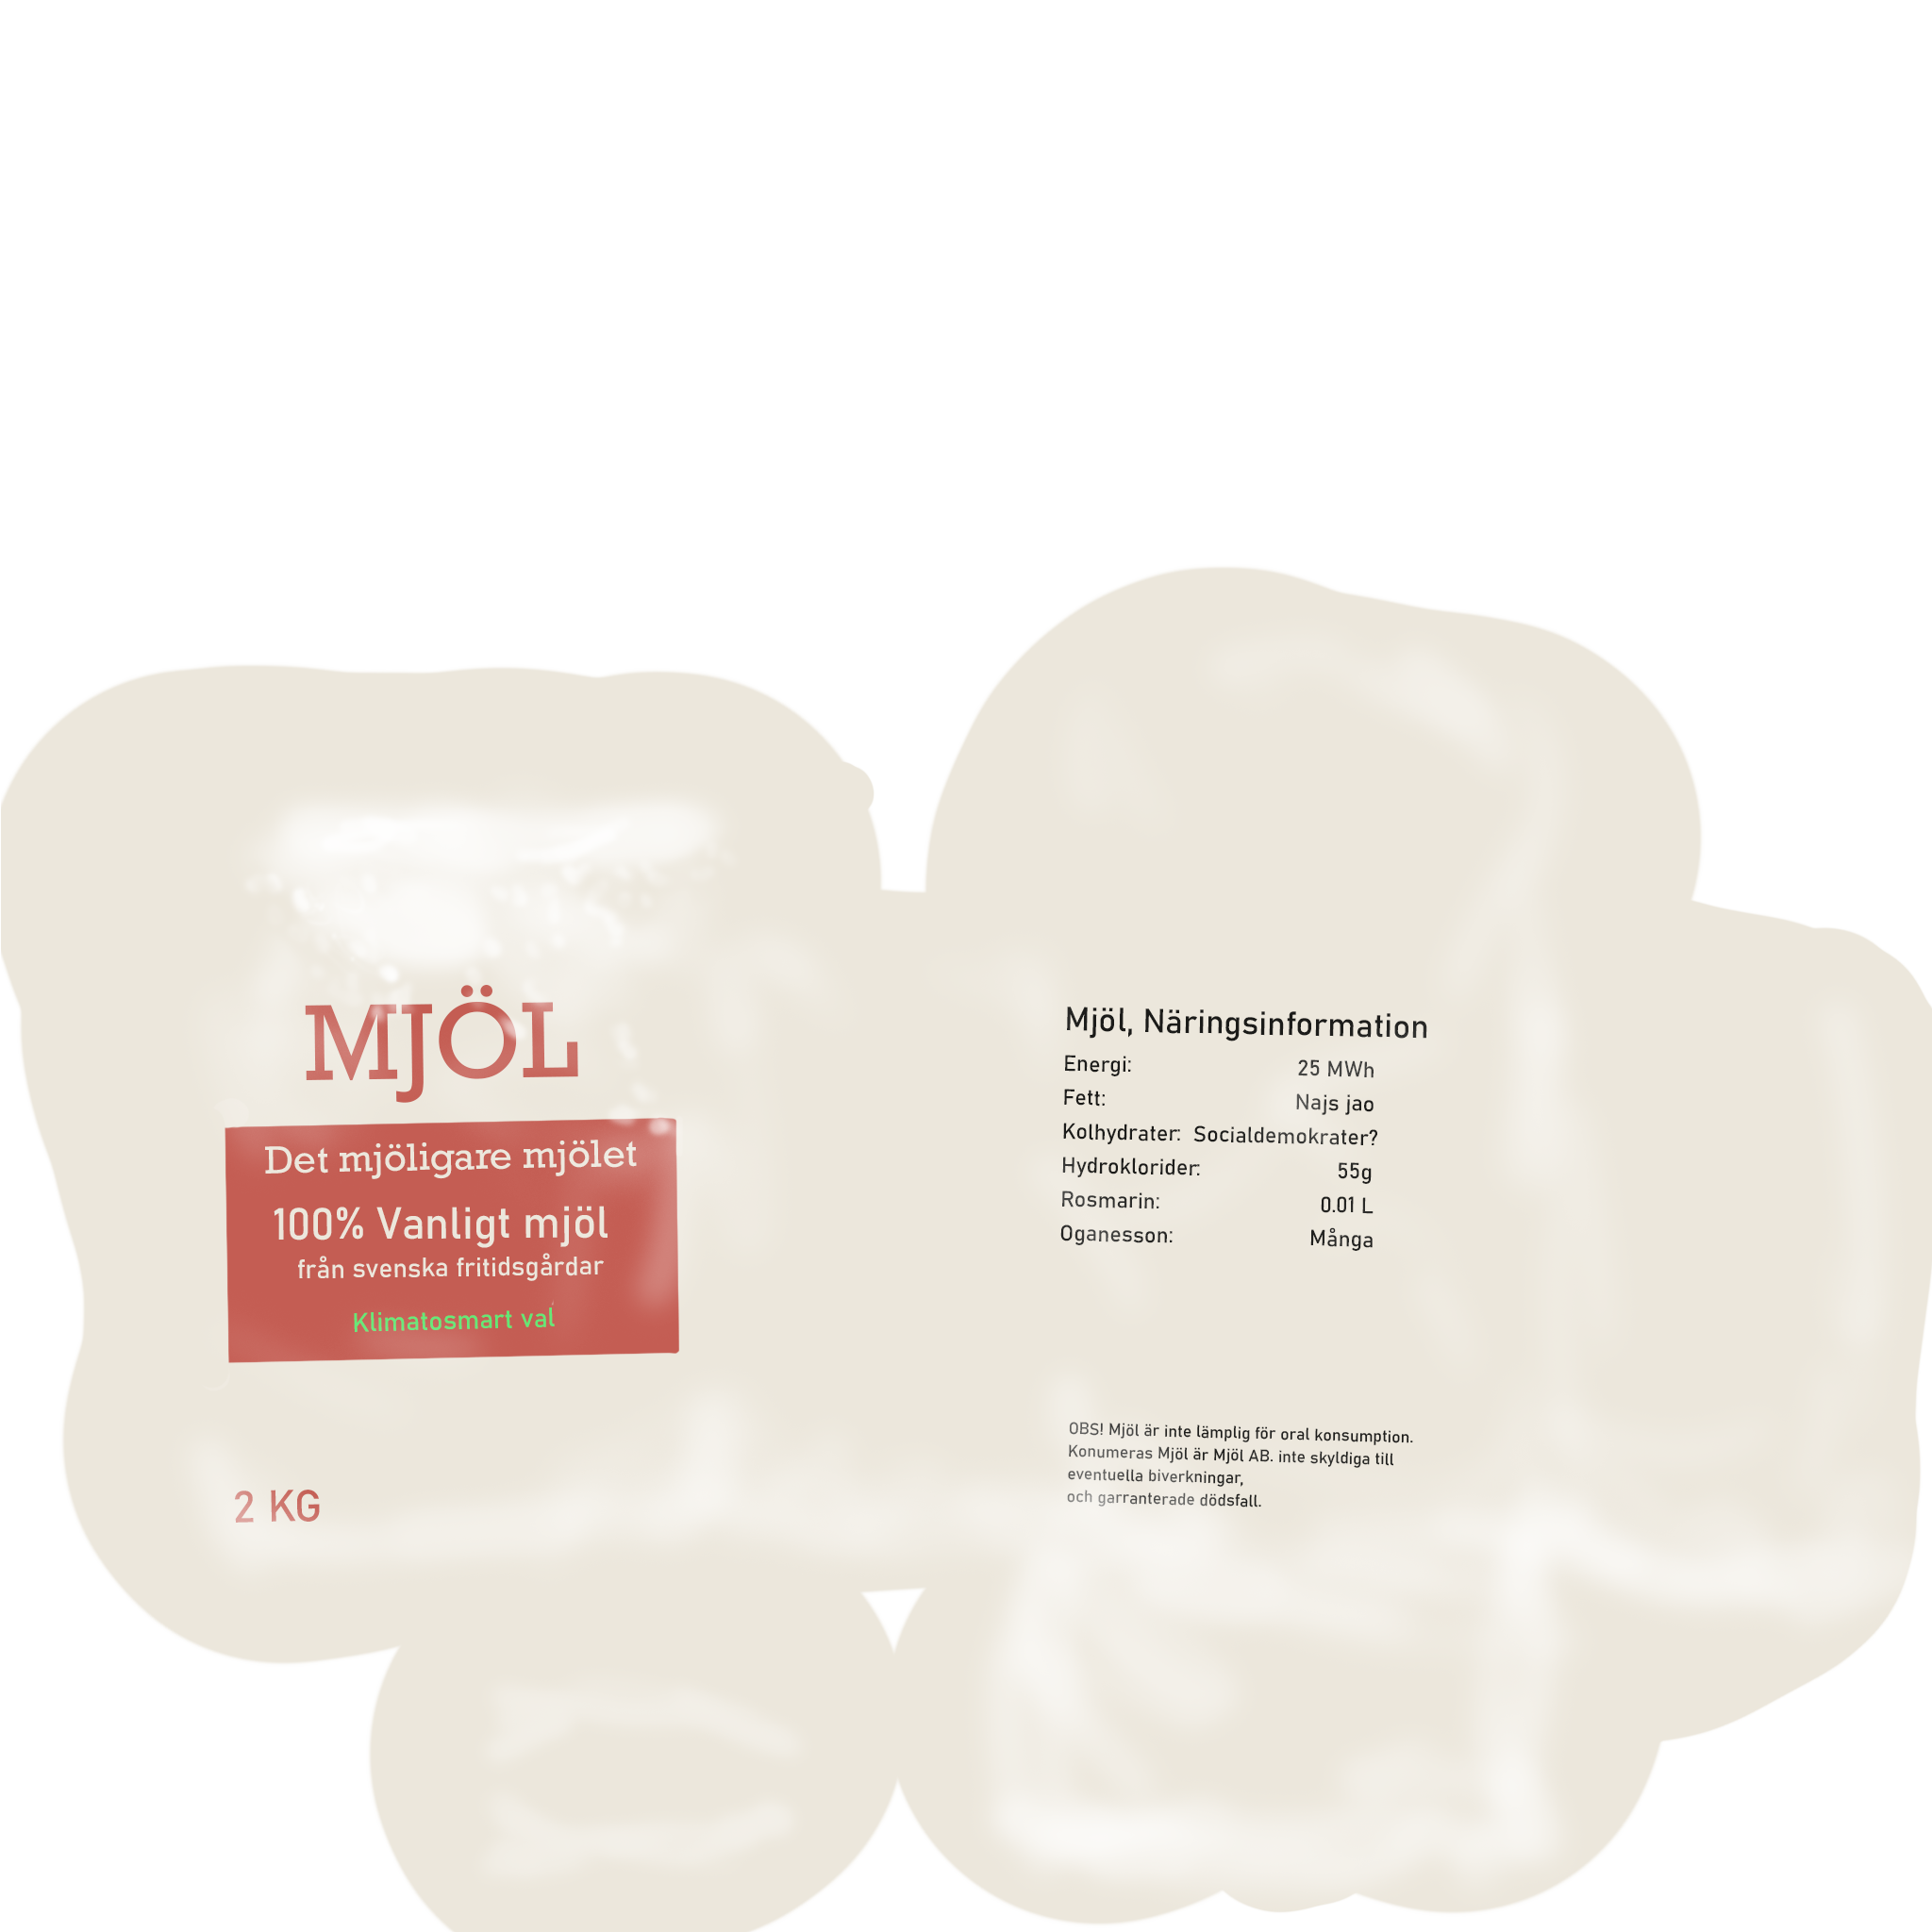 MJÖL
Det mjöligare mjölet
100% Vanligt mjöl
från svenska fritidsgårdar
Klimatosmart val
2 KG
Mjöl, Näringsinformation
Energi: 25 MWh
Fett: Najs jao
Kolhydrater: Socialdemokrater?
Hydroklorider: 55g
Rosmarin: 0.01 L
Oganesson: Många
OBS! Mjöl är inte lämplig för oral konsumption.
Konumeras Mjöl är Mjöl AB. inte skyldiga till
eventuella biverkningar,
och garranterade dödsfall.